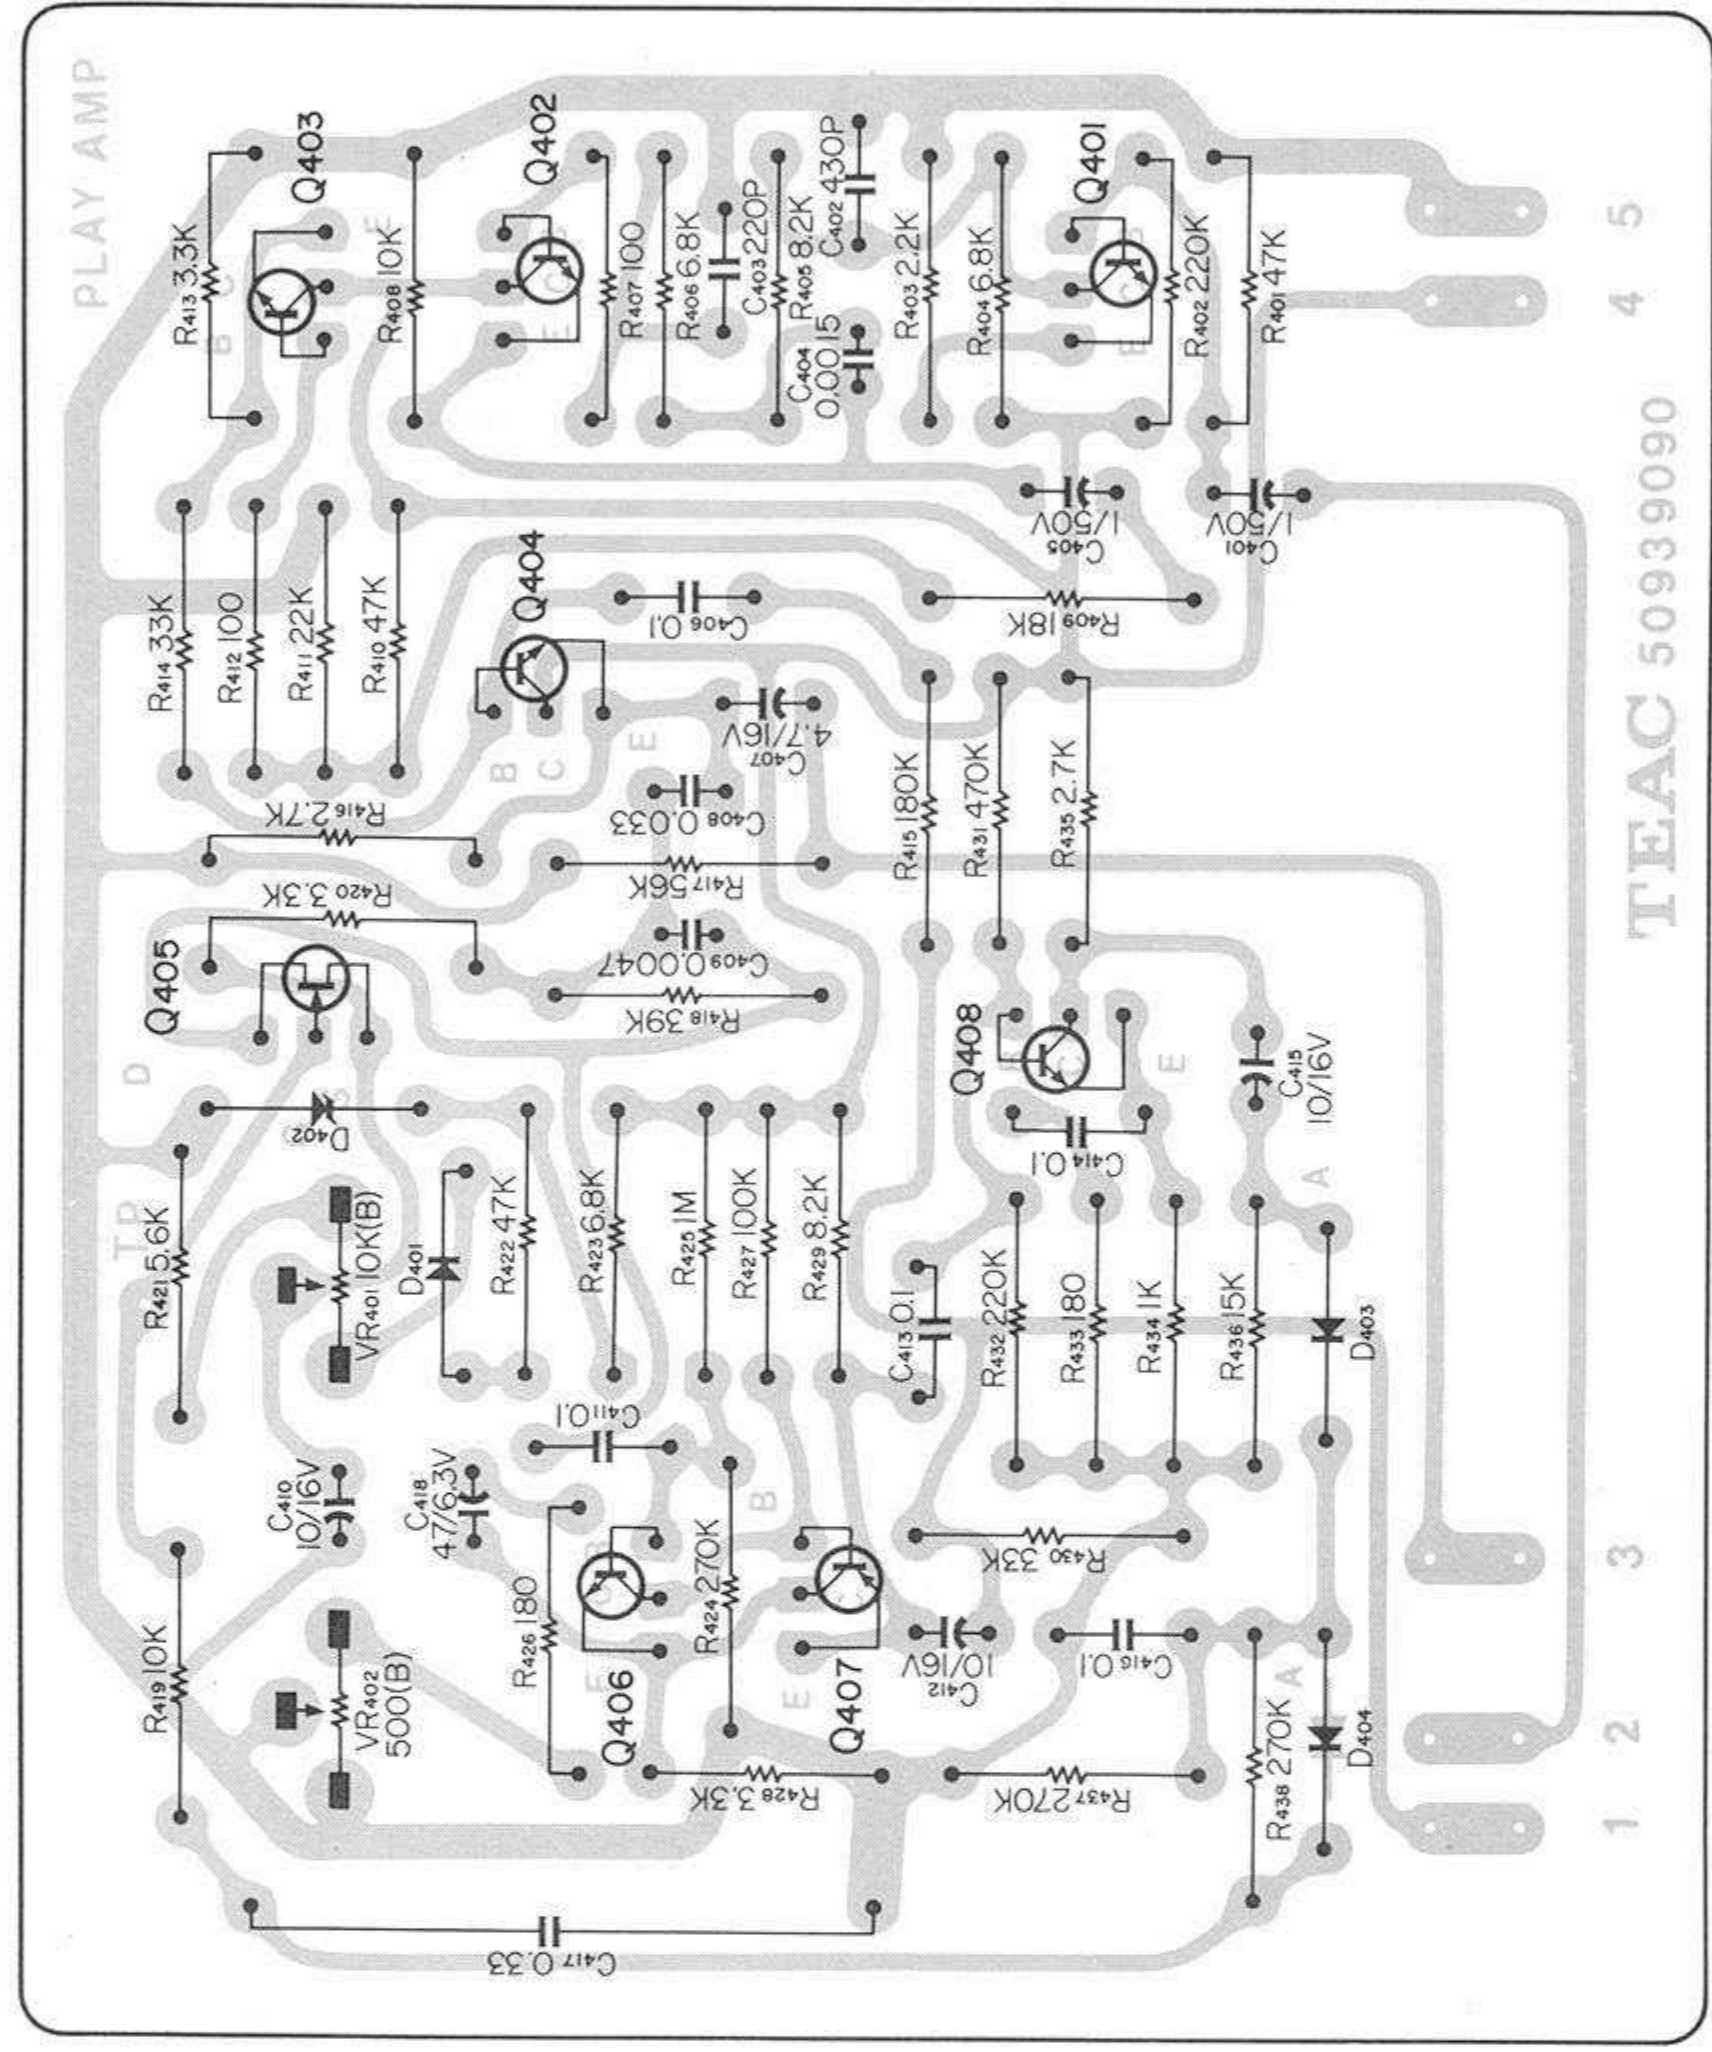 PLAY AMP
R413 3.3K
Q403
R408 10K
Q402
R407 100
R406 6.8K
C403 220P
R405 8.2K
C402 430P
C404
0.0015
R403 2.2K
R404 6.8K
Q401
R402 220K
R401 47K
B
C
E
E
C
B
E
C
B
5
4
R414 33K
R412 100
R411 22K
R410 47K
Q404
C406 0.1
C405
1/50V
C401
1/50V
R409 18K
B
C
E
C407
4.7/16V
R416 2.7K
C408 0.033
R420 3.3K
R417 56K
R415 180K
R431 470K
R435 2.7K
TEAC 50939090
Q405
C409 0.0047
R418 39K
Q408
D
S
C
E
D402
C414 0.1
C415
10/16V
TP
R421 5.6K
VR401 10K(B)
D401
R422 47K
R423 6.8K
R425 1M
R427 100K
R429 8.2K
C413 0.1
R432 220K
R433 180
R434 1K
R436 15K
A
D403
C410
10/16V
C418
47/6.3V
C411 0.1
B
B
R419 10K
VR402
500(B)
R426 180
E
Q406
R424 270K
E
Q407
R430 33K
C412
10/16V
C416 0.1
A
R428 3.3K
R437 270K
R438 270K
D404
3
2
1
C417 0.33